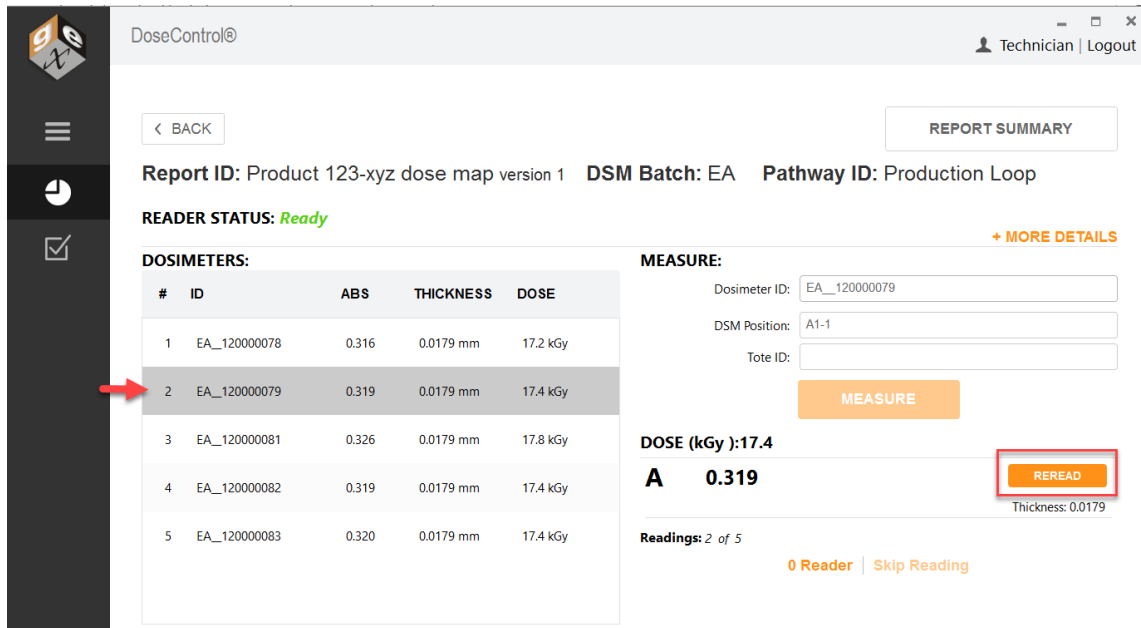 gex
DoseControl®
Technician | Logout
< BACK
REPORT SUMMARY
Report ID: Product 123-xyz dose map version 1 DSM Batch: EA Pathway ID: Production Loop
READER STATUS: Ready
+ MORE DETAILS
DOSIMETERS:
# ID ABS THICKNESS DOSE
1 EA__120000078 0.316 0.0179 mm 17.2 kGy
2 EA__120000079 0.319 0.0179 mm 17.4 kGy
3 EA__120000081 0.326 0.0179 mm 17.8 kGy
4 EA__120000082 0.319 0.0179 mm 17.4 kGy
5 EA__120000083 0.320 0.0179 mm 17.4 kGy
MEASURE:
Dosimeter ID: EA__120000079
DSM Position: A1-1
Tote ID:
MEASURE
DOSE (kGy ):17.4
A 0.319 REREAD
Thickness: 0.0179
Readings: 2 of 5
0 Reader | Skip Reading